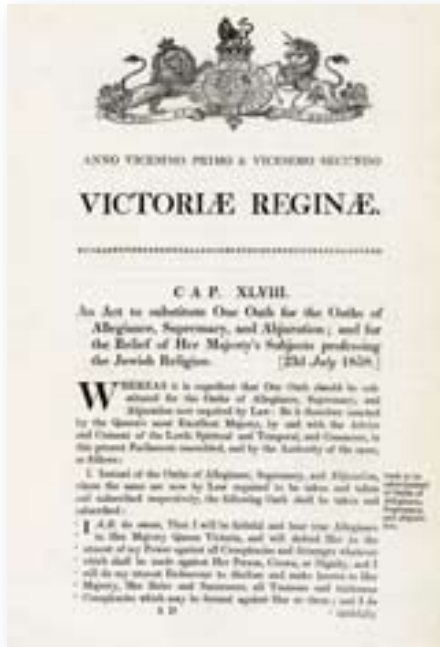 ANNO VICESIMO PRIMO & VICESIMO SECUNDO
VICTORIÆ REGINÆ.
CAP. XLVIII.
An Act to substitute One Oath for the Oaths of
Allegiance, Supremacy, and Abjuration; and for
the Relief of Her Majesty's Subjects professing
the Jewish Religion. [23d July 1858.]
WHEREAS it is expedient that One Oath should be sub-
stituted for the Oaths of Allegiance, Supremacy, and
Abjuration now required by Law: Be it therefore enacted
by the Queen's most Excellent Majesty, by and with the Advice
and Consent of the Lords Spiritual and Temporal, and Commons, in
this present Parliament assembled, and by the Authority of the same,
as follows:
I. Instead of the Oaths of Allegiance, Supremacy, and Abjuration,
where the same are now by Law required to be taken and taken
and subscribed respectively, the following Oath shall be taken and
subscribed:
I A.B. do swear, That I will be faithful and bear true Allegiance
' to Her Majesty Queen Victoria, and will defend Her to the
' utmost of my Power against all Conspiracies and Attempts whatever
' which shall be made against Her Person, Crown, or Dignity, and I
' will do my utmost Endeavour to disclose and make known to Her
' Majesty, Her Heirs and Successors, all Treasons and traitorous
' Conspiracies which may be formed against Her or them; and I do
' faithfully